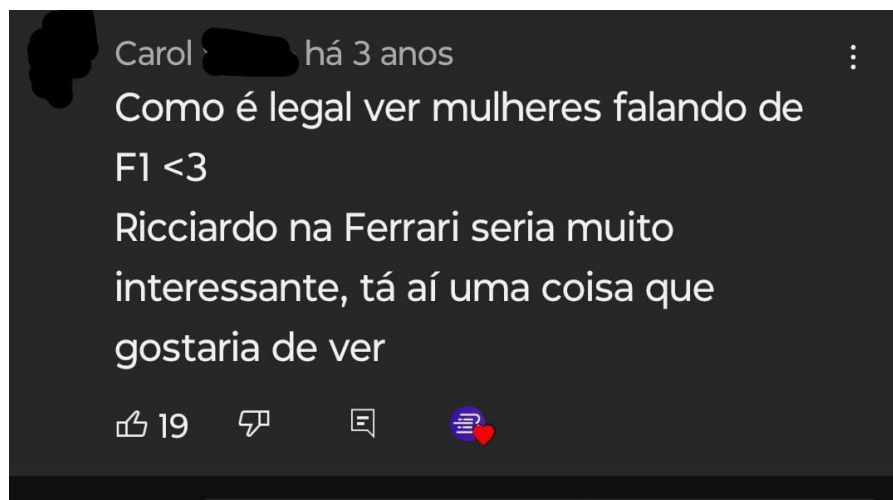 Carol há 3 anos
Como é legal ver mulheres falando de
F1 <3
Ricciardo na Ferrari seria muito
interessante, tá aí uma coisa que
gostaria de ver
19